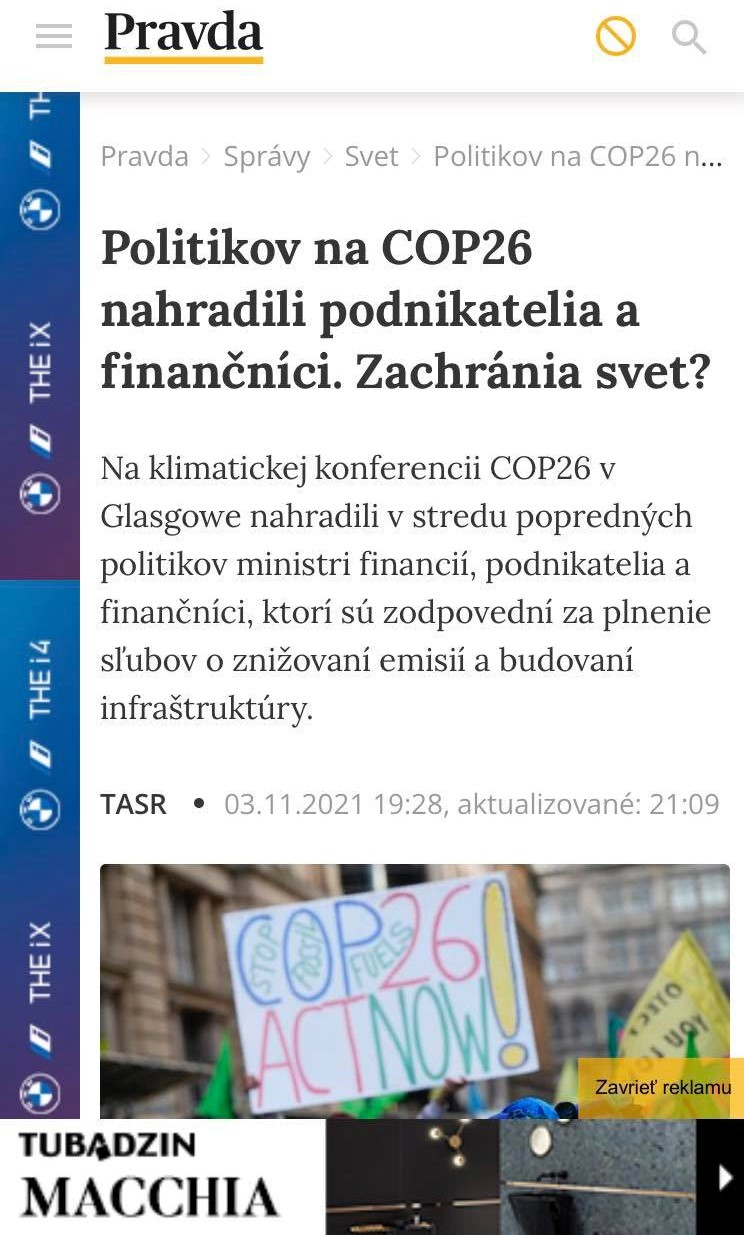 Pravda
Pravda > Správy > Svet > Politikov na COP26 n...
Politikov na COP26
nahradili podnikatelia a
finančníci. Zachránia svet?
Na klimatickej konferencii COP26 v
Glasgowe nahradili v stredu popredných
politikov ministri financií, podnikatelia a
finančníci, ktorí sú zodpovední za plnenie
sľubov o znižovaní emisií a budovaní
infraštruktúry.
TASR • 03.11.2021 19:28, aktualizované: 21:09
THE iX
THE i4
THE iX
COP26!
STOP FOSSIL FUELS
ACT NOW
YOU
Zavrieť reklamu
TUBĄDZIN
MACCHIA